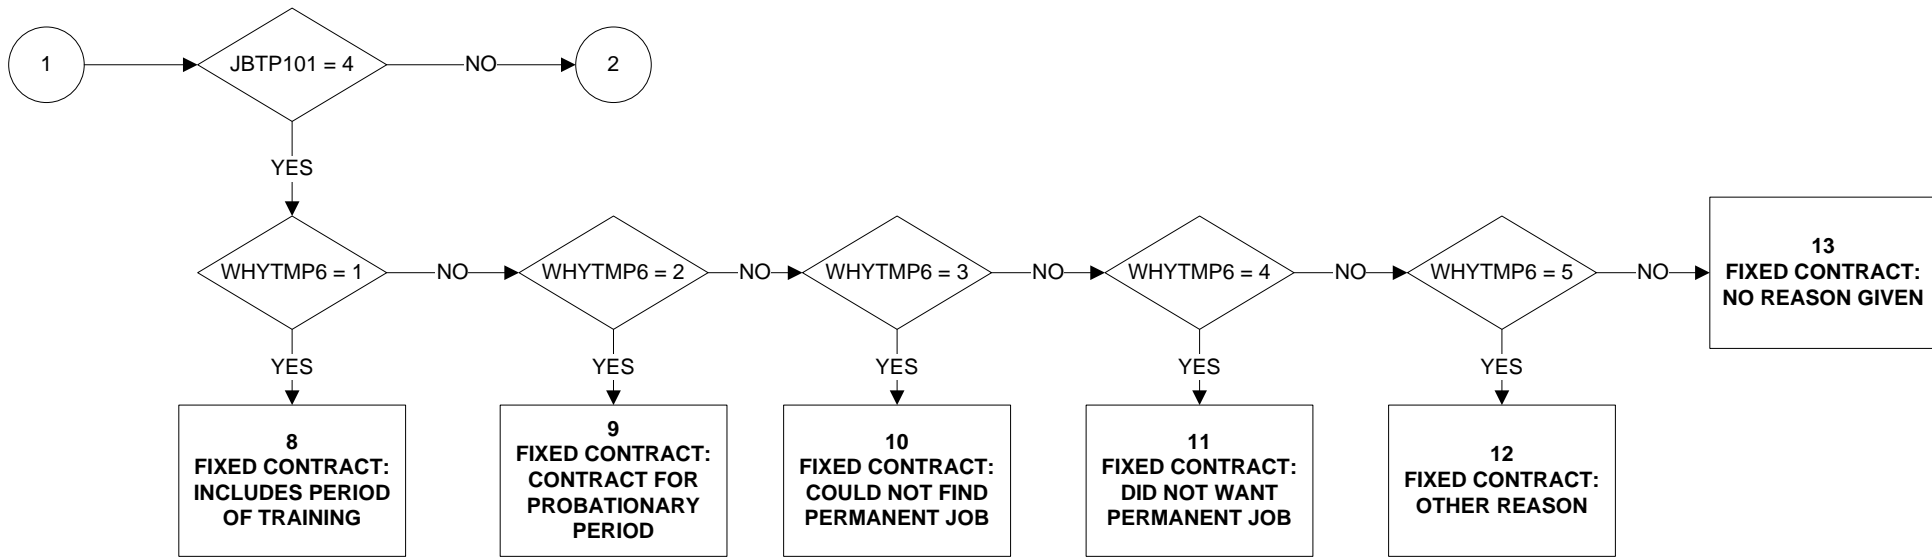 1
JBTP101 = 4
NO
2
YES
WHYTMP6 = 1
NO
WHYTMP6 = 2
NO
WHYTMP6 = 3
NO
WHYTMP6 = 4
NO
WHYTMP6 = 5
NO
13
FIXED CONTRACT:
NO REASON GIVEN
YES
YES
YES
YES
YES
8
FIXED CONTRACT:
INCLUDES PERIOD
OF TRAINING
9
FIXED CONTRACT:
CONTRACT FOR
PROBATIONARY
PERIOD
10
FIXED CONTRACT:
COULD NOT FIND
PERMANENT JOB
11
FIXED CONTRACT:
DID NOT WANT
PERMANENT JOB
12
FIXED CONTRACT:
OTHER REASON